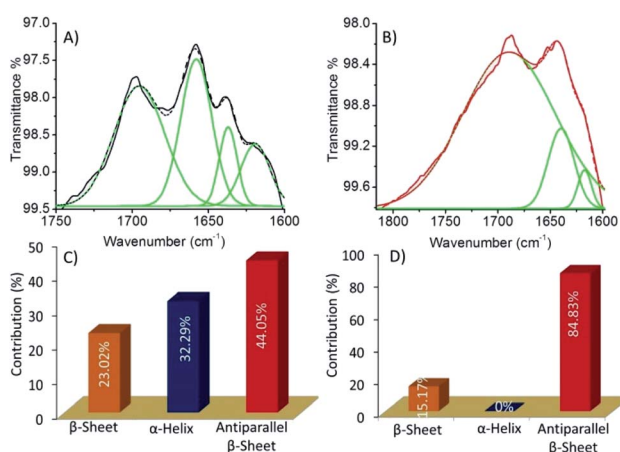 A)
97.0
97.5
98.0
98.5
99.0
99.5
Transmittance %
1750
1700
1650
1600
Wavenumber (cm⁻¹)
B)
98.0
98.4
98.8
99.2
99.6
Transmittance %
1800
1750
1700
1650
1600
Wavenumber (cm⁻¹)
C)
50
40
30
20
10
0
Contribution (%)
23.02%
32.29%
44.05%
β-Sheet
α-Helix
Antiparallel
β-Sheet
D)
100
80
60
40
20
0
Contribution (%)
15.17%
0%
84.83%
β-Sheet
α-Helix
Antiparallel
β-Sheet